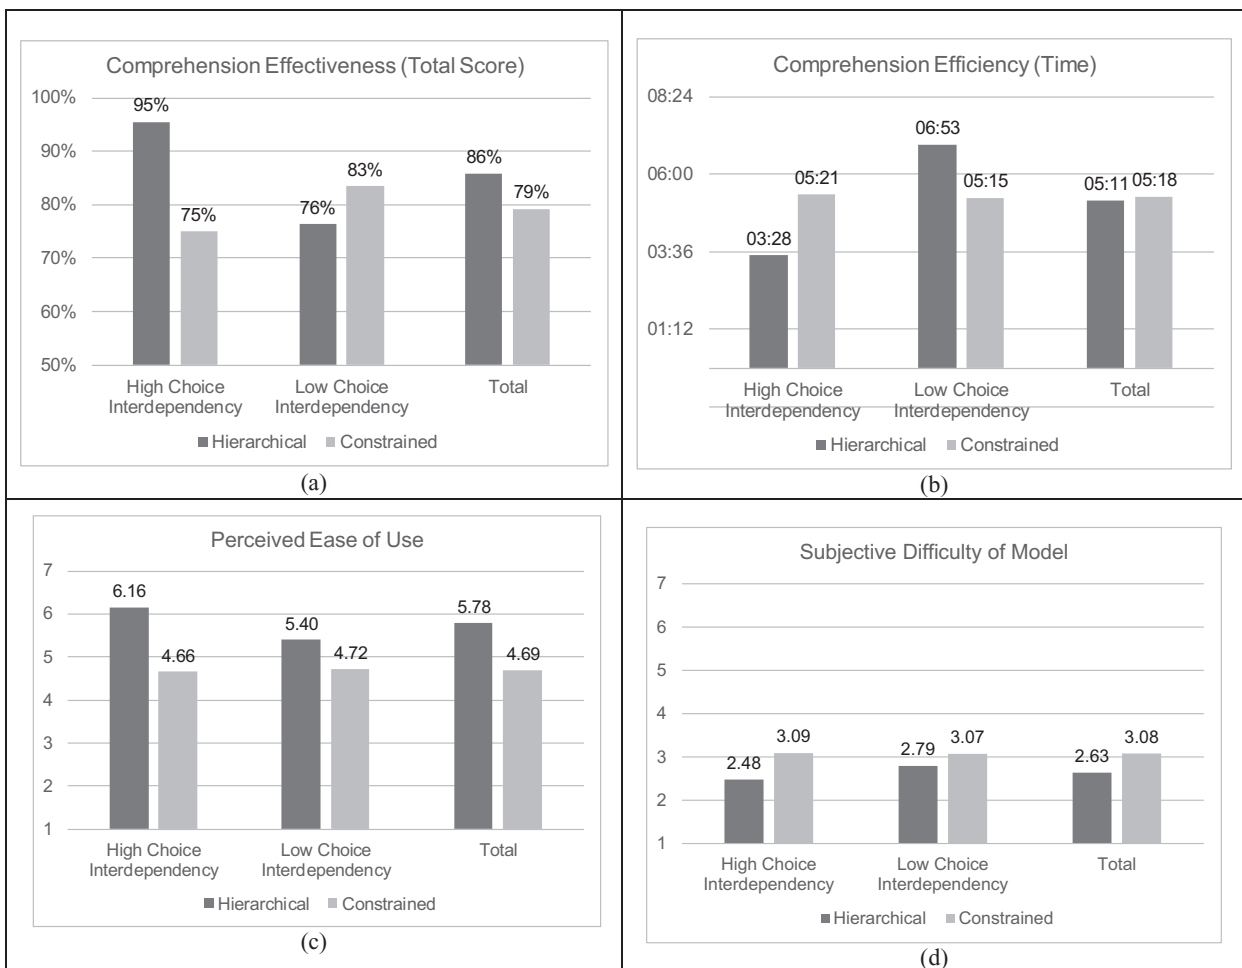 Comprehension Effectiveness (Total Score)
100%
90%
80%
70%
60%
50%
95%
75%
76%
83%
86%
79%
High Choice
Interdependency
Low Choice
Interdependency
Total
Hierarchical
Constrained
(a)
Comprehension Efficiency (Time)
08:24
06:00
03:36
01:12
03:28
05:21
06:53
05:15
05:11
05:18
High Choice
Interdependency
Low Choice
Interdependency
Total
Hierarchical
Constrained
(b)
Perceived Ease of Use
7
6
5
4
3
2
1
6.16
4.66
5.40
4.72
5.78
4.69
High Choice
Interdependency
Low Choice
Interdependency
Total
Hierarchical
Constrained
(c)
Subjective Difficulty of Model
7
6
5
4
3
2
1
2.48
3.09
2.79
3.07
2.63
3.08
High Choice
Interdependency
Low Choice
Interdependency
Total
Hierarchical
Constrained
(d)